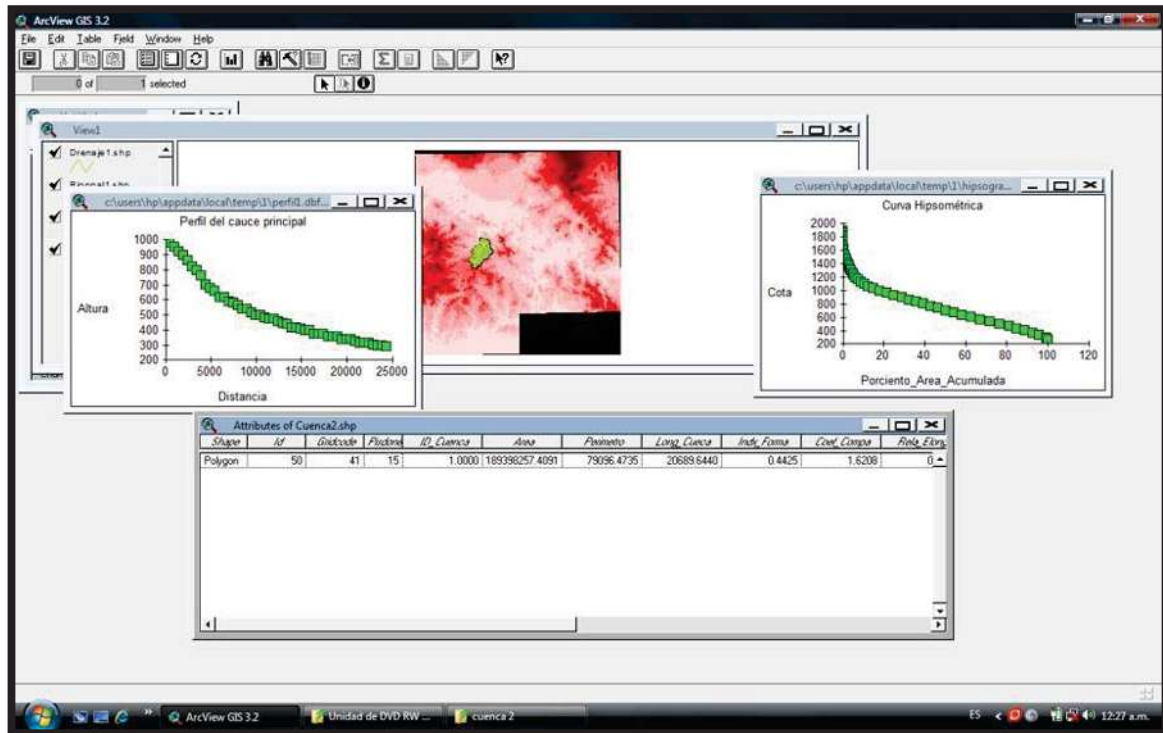 ArcView GIS 3.2
File Edit Table Field Window Help
0 of 1 selected
View1
Drenaje1.shp
c:\users\hp\appdata\local\temp\1\perfil1.dbf...
Perfil del cauce principal
Altura
1000
900
800
700
600
500
400
300
200
0 5000 10000 15000 20000 25000
Distancia
c:\users\hp\appdata\local\temp\1\hipsogra...
Curva Hipsométrica
Cota
2000
1800
1600
1400
1200
1000
800
600
400
200
0 20 40 60 80 100 120
Porciento_Area_Acumulada
Attributes of Cuenca2.shp
Shape Id Gridcode ID_Cuenca Area Perimetro Long_Cueca Indx_Forma Coef_Compa Rela_Elong
Polygon 50 41 15 1.0000 189398257.4091 79096.4735 20689.6440 0.4425 1.6208 0
ArcView GIS 3.2 Unidad de DVD RW ... cuenca 2 ES 12:27 a.m.